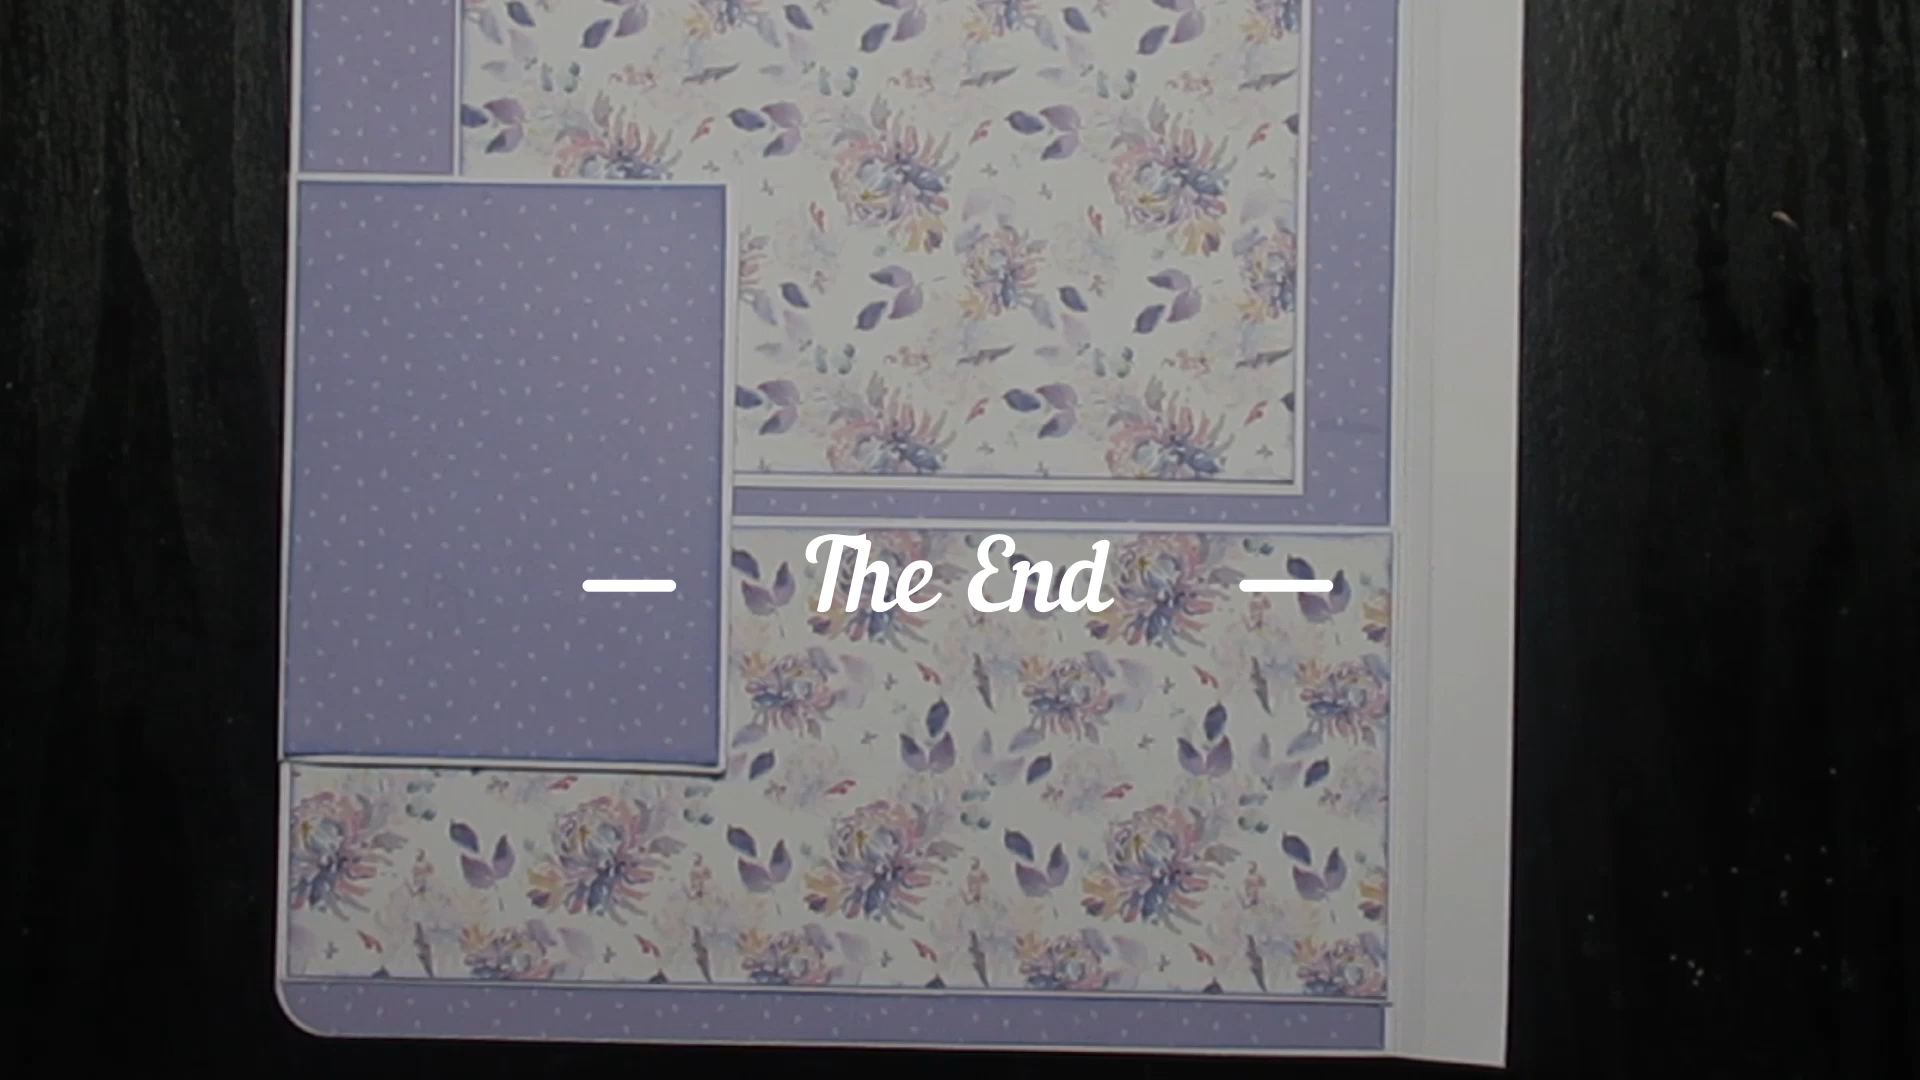 — The End —